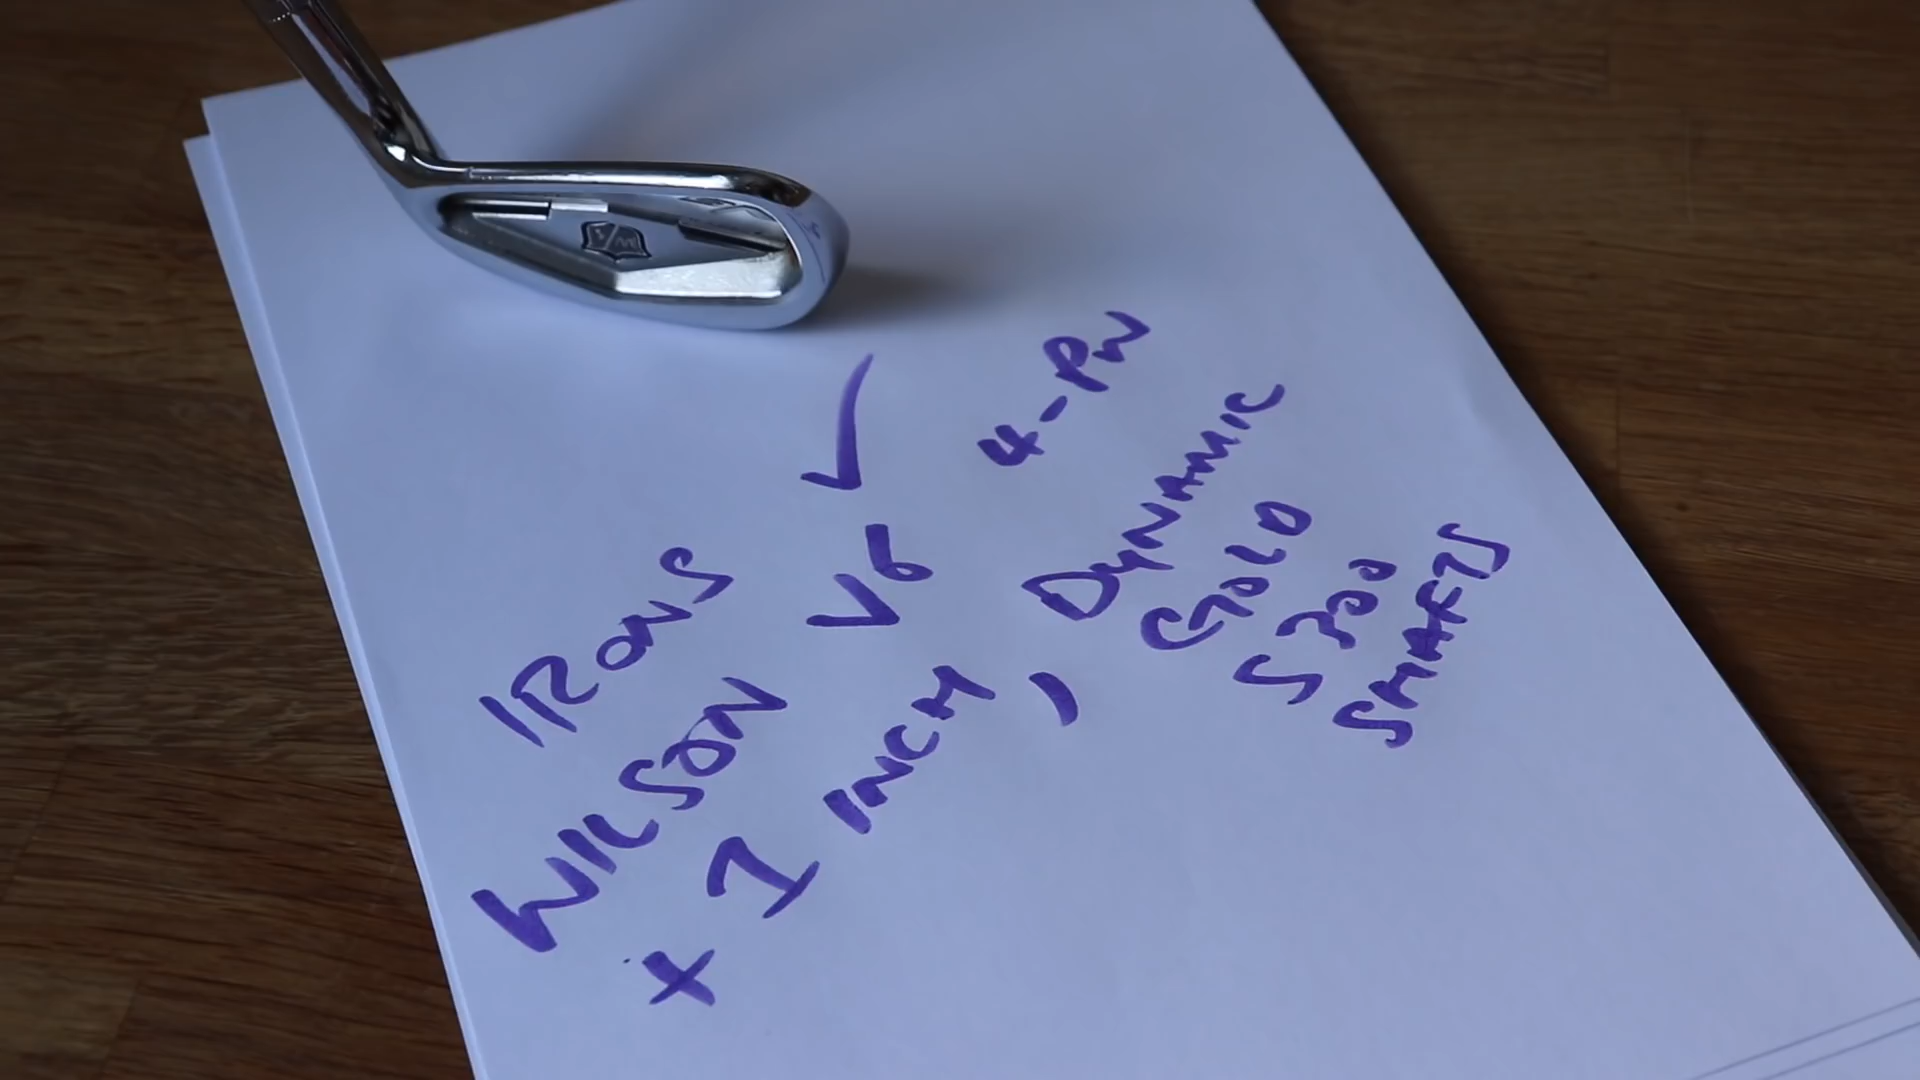 IRONS ✓
WILSON V6 4-PW
+ 1 INCH, DYNAMIC
GOLD
S300
SHAFTS